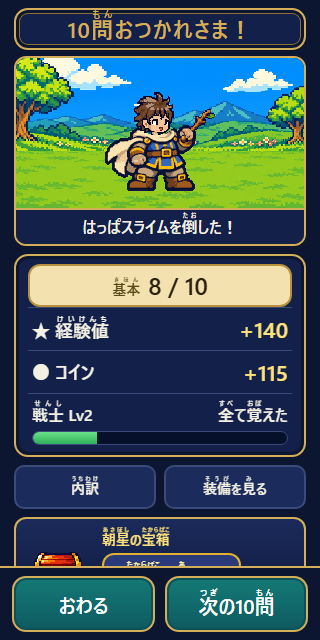 10問おつかれさま！
はっぱスライムを倒した！
基本 8 / 10
★ 経験値 +140
● コイン +115
戦士 Lv2 全て覚えた
内訳 装備を見る
朝星の宝箱
おわる 次の10問